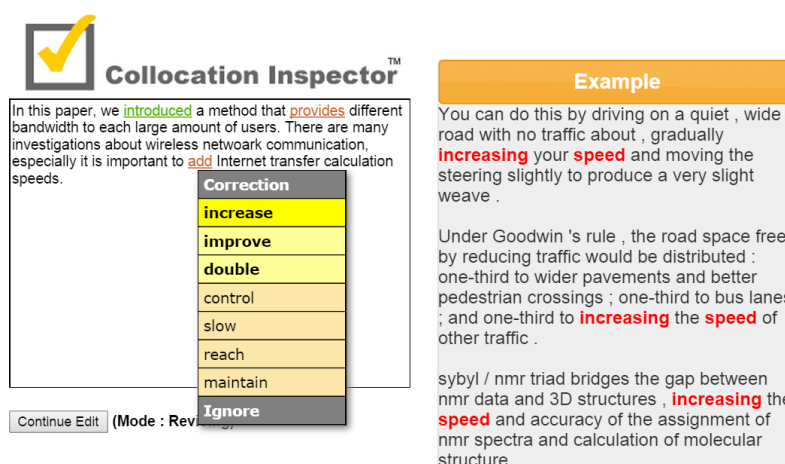 Collocation Inspector™
In this paper, we introduced a method that provides different
bandwidth to each large amount of users. There are many
investigations about wireless netwoark communication,
especially it is important to add Internet transfer calculation
speeds.
Correction
increase
improve
double
control
slow
reach
maintain
Ignore
Continue Edit (Mode : Rev
Example
You can do this by driving on a quiet , wide
road with no traffic about , gradually
increasing your speed and moving the
steering slightly to produce a very slight
weave .
Under Goodwin 's rule , the road space free
by reducing traffic would be distributed :
one-third to wider pavements and better
pedestrian crossings ; one-third to bus lanes
; and one-third to increasing the speed of
other traffic .
sybyl / nmr triad bridges the gap between
nmr data and 3D structures , increasing the
speed and accuracy of the assignment of
nmr spectra and calculation of molecular
structure